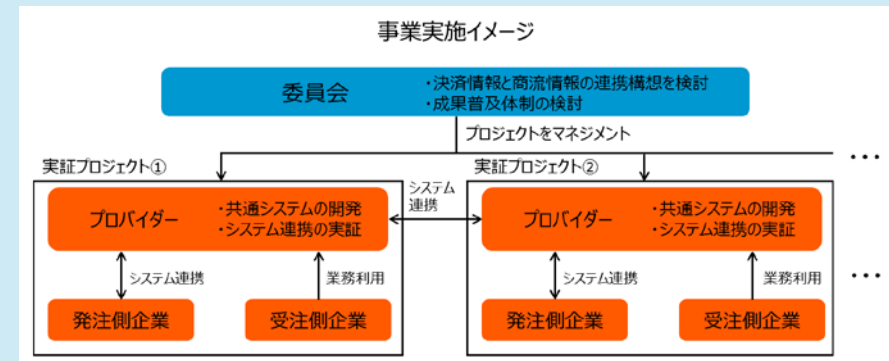 事業実施イメージ
委員会
・決済情報と商流情報の連携構想を検討
・成果普及体制の検討
プロジェクトをマネジメント
・・・
実証プロジェクト①
プロバイダー
・共通システムの開発
・システム連携の実証
システム連携
業務利用
発注側企業
受注側企業
システム
連携
実証プロジェクト②
プロバイダー
・共通システムの開発
・システム連携の実証
システム連携
業務利用
・・・
発注側企業
受注側企業